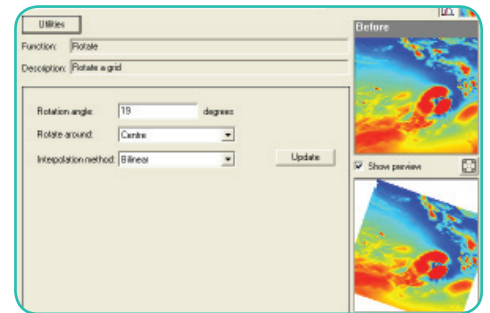 Utilities
Before
Function: Rotate
Description: Rotate a grid
Rotation angle: 19 degrees
Rotate around: Centre
Interpolation method: Bilinear
Update
Show preview